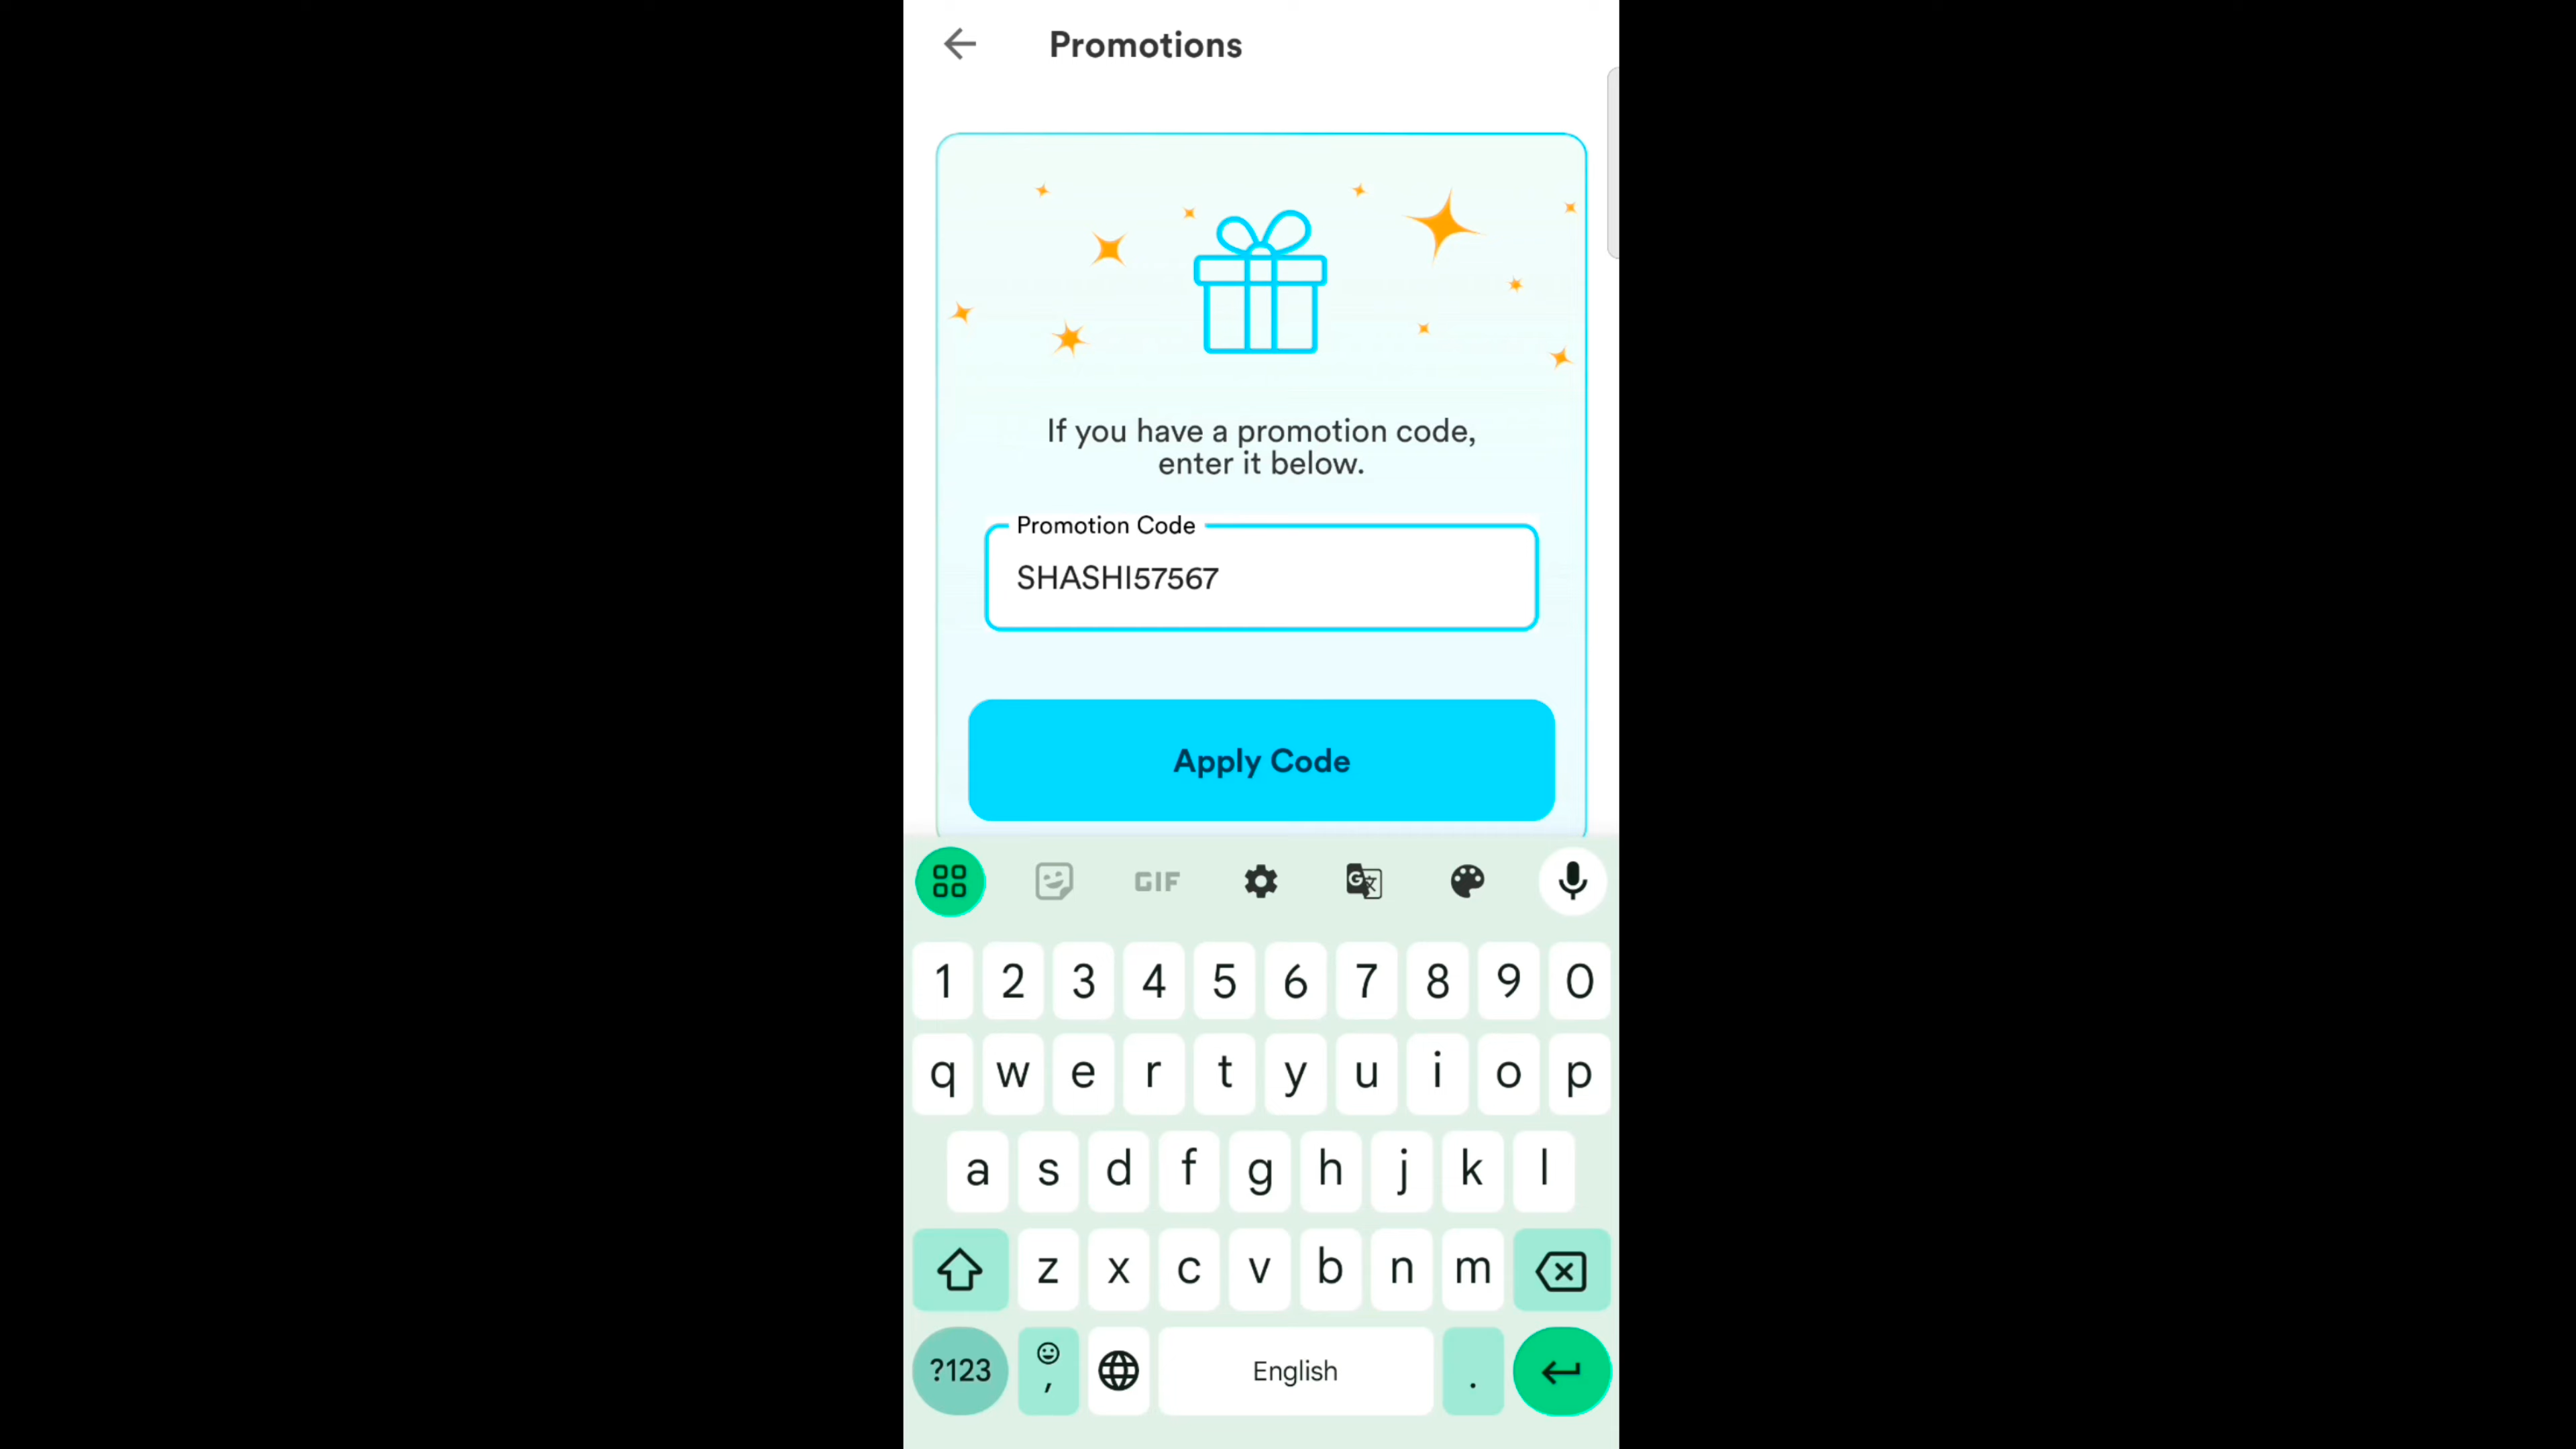 Promotions
If you have a promotion code,
enter it below.
Promotion Code
SHASHI57567
Apply Code
GIF
1 2 3 4 5 6 7 8 9 0
q w e r t y u i o p
a s d f g h j k l
z x c v b n m
?123 , English .